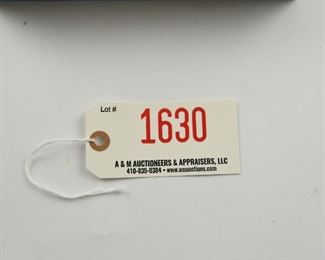 Lot #
1630
A & M AUCTIONEERS & APPRAISERS, LLC
410-835-0384 • www.amauctions.com